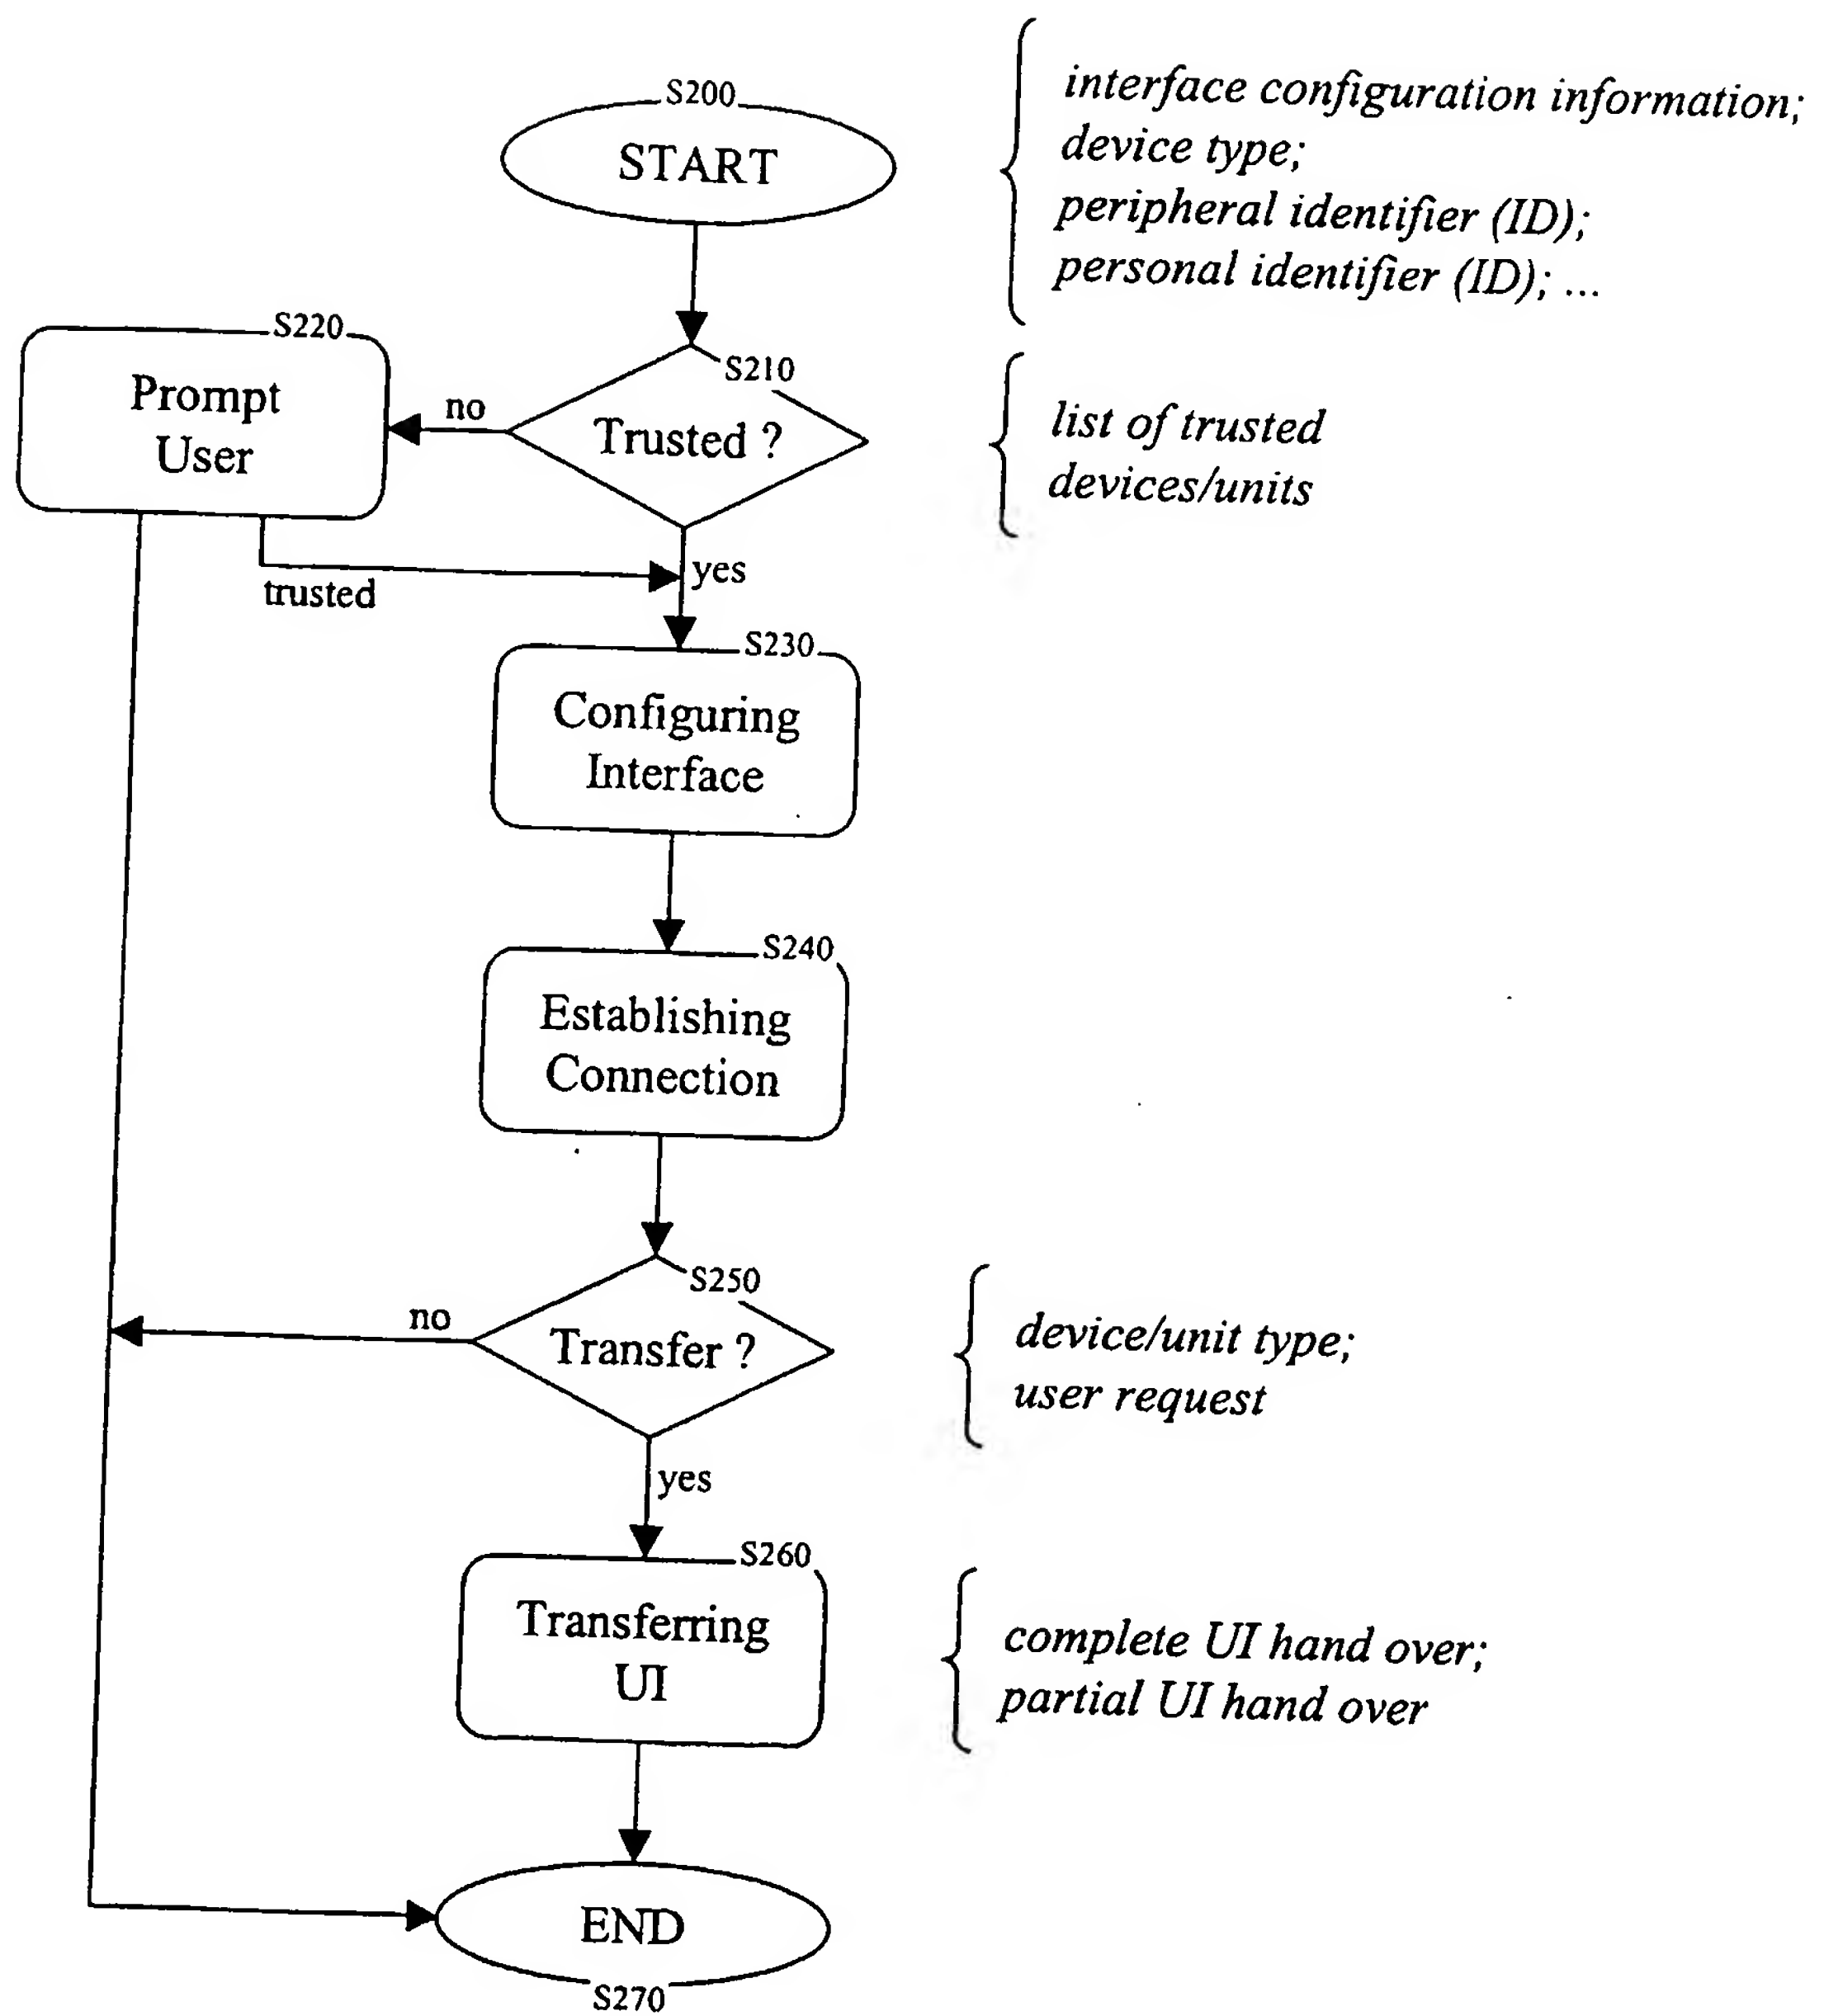 S200
START
interface configuration information;
device type;
peripheral identifier (ID);
personal identifier (ID); ...
S220
Prompt
User
no
S210
Trusted ?
list of trusted
devices/units
trusted
yes
S230
Configuring
Interface
S240
Establishing
Connection
S250
no
Transfer ?
device/unit type;
user request
yes
S260
Transferring
UI
complete UI hand over;
partial UI hand over
END
S270